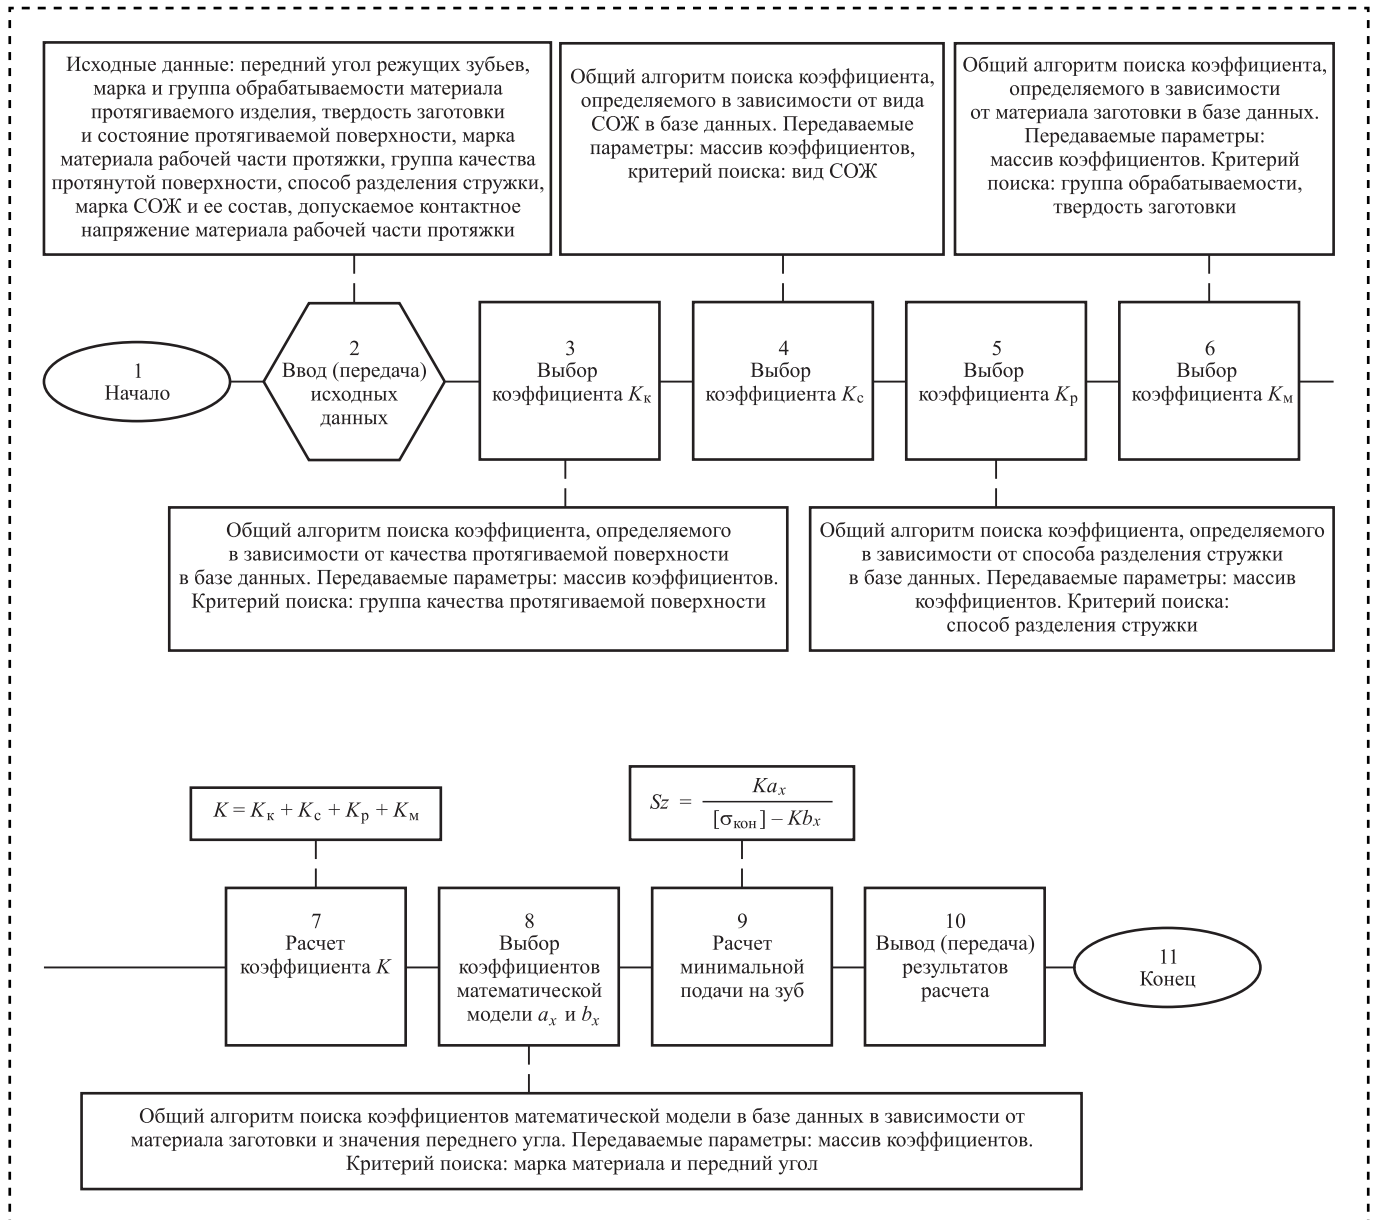 Исходные данные: передний угол режущих зубьев,
марка и группа обрабатываемости материала
протягиваемого изделия, твердость заготовки
и состояние протягиваемой поверхности, марка
материала рабочей части протяжки, группа качества
протянутой поверхности, способ разделения стружки,
марка СОЖ и ее состав, допускаемое контактное
напряжение материала рабочей части протяжки
Общий алгоритм поиска коэффициента,
определяемого в зависимости от вида
СОЖ в базе данных. Передаваемые
параметры: массив коэффициентов,
критерий поиска: вид СОЖ
Общий алгоритм поиска коэффициента,
определяемого в зависимости
от материала заготовки в базе данных.
Передаваемые параметры:
массив коэффициентов. Критерий
поиска: группа обрабатываемости,
твердость заготовки
1
Начало
2
Ввод (передача)
исходных
данных
3
Выбор
коэффициента Kк
4
Выбор
коэффициента Kс
5
Выбор
коэффициента Kр
6
Выбор
коэффициента Kм
Общий алгоритм поиска коэффициента, определяемого
в зависимости от качества протягиваемой поверхности
в базе данных. Передаваемые параметры: массив коэффициентов.
Критерий поиска: группа качества протягиваемой поверхности
Общий алгоритм поиска коэффициента, определяемого
в зависимости от способа разделения стружки
в базе данных. Передаваемые параметры: массив
коэффициентов. Критерий поиска:
способ разделения стружки
K = Kк + Kс + Kр + Kм
Sz = Kax / [σкон] – Kbx
7
Расчет
коэффициента K
8
Выбор
коэффициентов
математической
модели ax и bx
9
Расчет
минимальной
подачи на зуб
10
Вывод (передача)
результатов
расчета
11
Конец
Общий алгоритм поиска коэффициентов математической модели в базе данных в зависимости от
материала заготовки и значения переднего угла. Передаваемые параметры: массив коэффициентов.
Критерий поиска: марка материала и передний угол